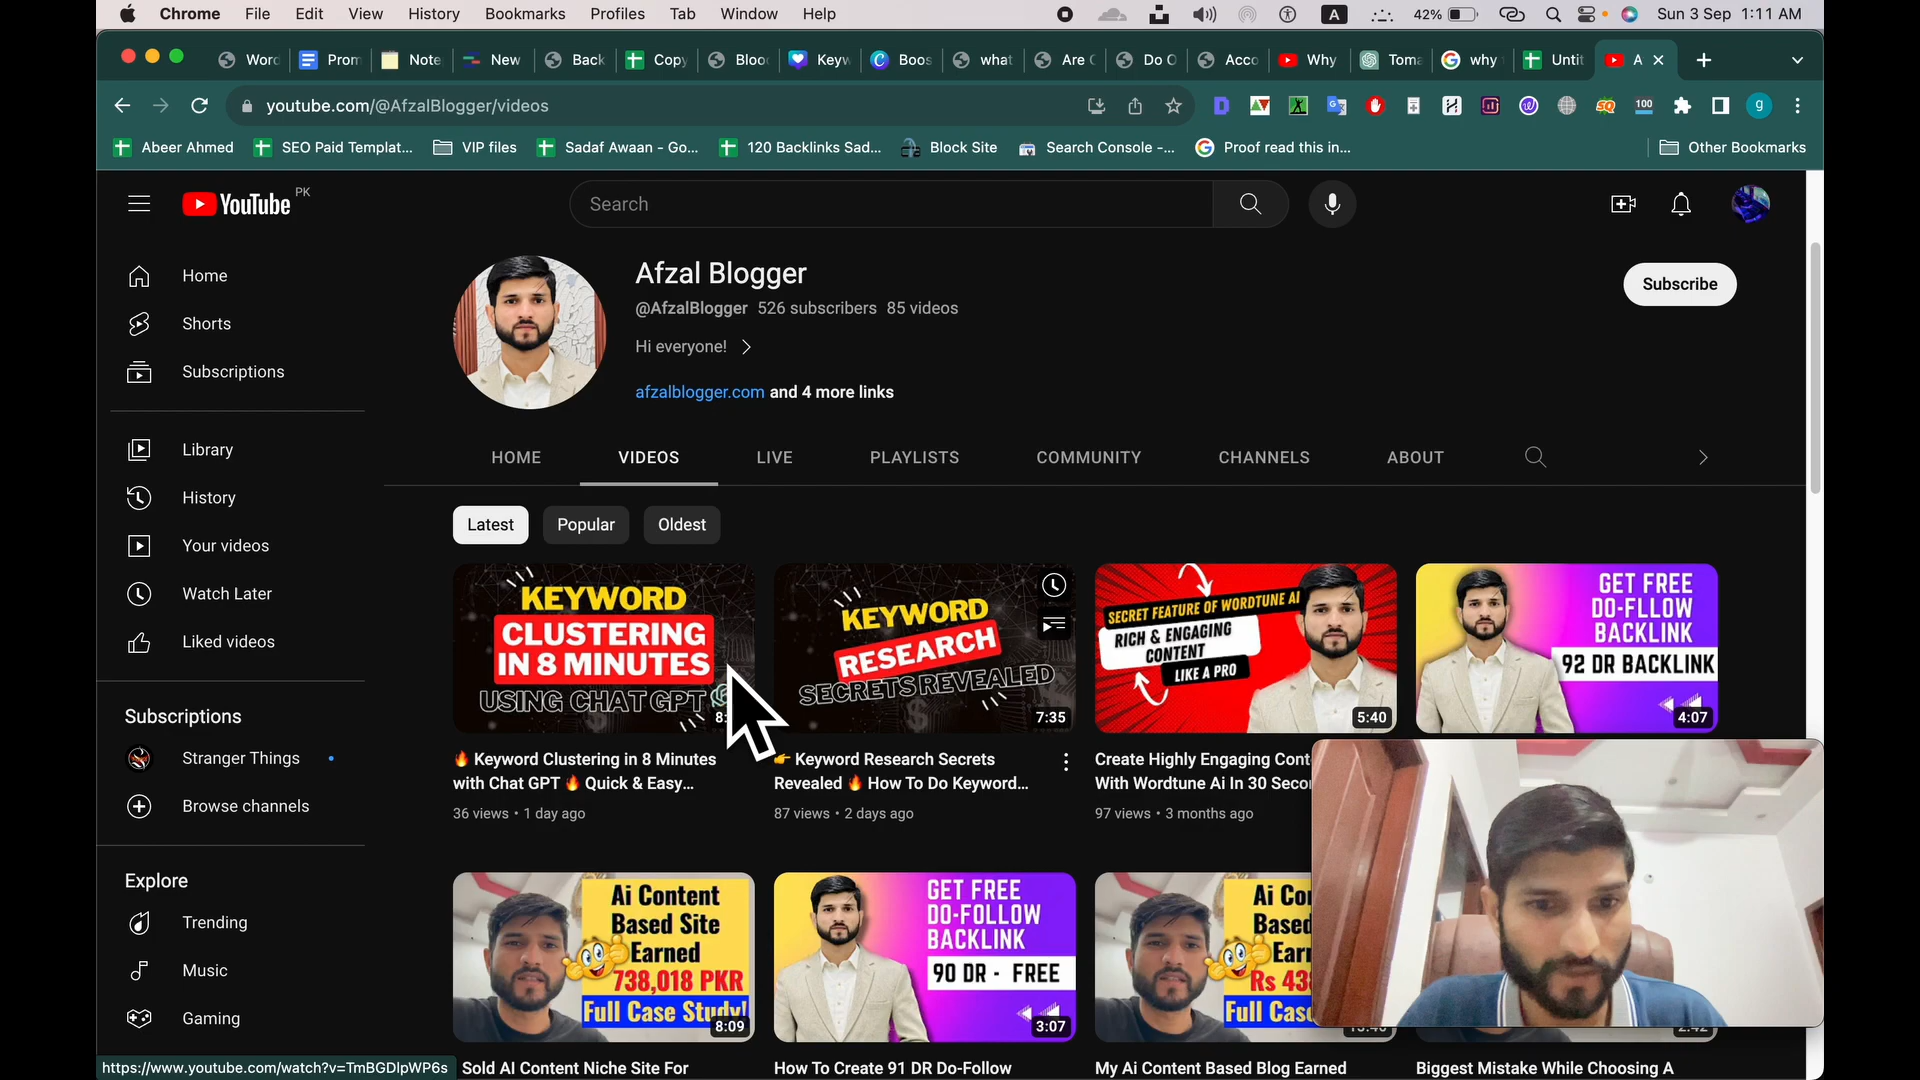 Chrome File Edit View History Bookmarks Profiles Tab Window Help A 42% Sun 3 Sep 1:11 AM
Word Prom Note New Back Copy Bloo Keyw Boos what Are Do O Acco Why Toma why Untit A
youtube.com/@AfzalBlogger/videos 100 g
Abeer Ahmed SEO Paid Templat... VIP files Sadaf Awaan - Go... 120 Backlinks Sad... Block Site Search Console -... Proof read this in... Other Bookmarks
YouTube PK
Search
Home
Shorts
Subscriptions
Library
History
Your videos
Watch Later
Liked videos
Subscriptions
Stranger Things
Browse channels
Explore
Trending
Music
Gaming
Afzal Blogger
@AfzalBlogger 526 subscribers 85 videos
Hi everyone!
afzalblogger.com and 4 more links
Subscribe
HOME VIDEOS LIVE PLAYLISTS COMMUNITY CHANNELS ABOUT
Latest Popular Oldest
KEYWORD
CLUSTERING
IN 8 MINUTES
USING CHAT GPT
8:
🔥 Keyword Clustering in 8 Minutes
with Chat GPT 🔥 Quick & Easy...
36 views • 1 day ago
KEYWORD
RESEARCH
SECRETS REVEALED
7:35
👉 Keyword Research Secrets
Revealed 🔥 How To Do Keyword...
87 views • 2 days ago
SECRET FEATURE OF WORDTUNE AI
RICH & ENGAGING
CONTENT
LIKE A PRO
5:40
Create Highly Engaging Cont
With Wordtune Ai In 30 Secon
97 views • 3 months ago
GET FREE
DO-FLLOW
BACKLINK
92 DR BACKLINK
4:07
Ai Content
Based Site
Earned
738,018 PKR
Full Case Study!
8:09
Sold AI Content Niche Site For
GET FREE
DO-FOLLOW
BACKLINK
90 DR - FREE
3:07
How To Create 91 DR Do-Follow
Ai Con
Based
Earned
Rs 438
Full Cas
13:40
My Ai Content Based Blog Earned
2:42
Biggest Mistake While Choosing A
https://www.youtube.com/watch?v=TmBGDlpWP6s